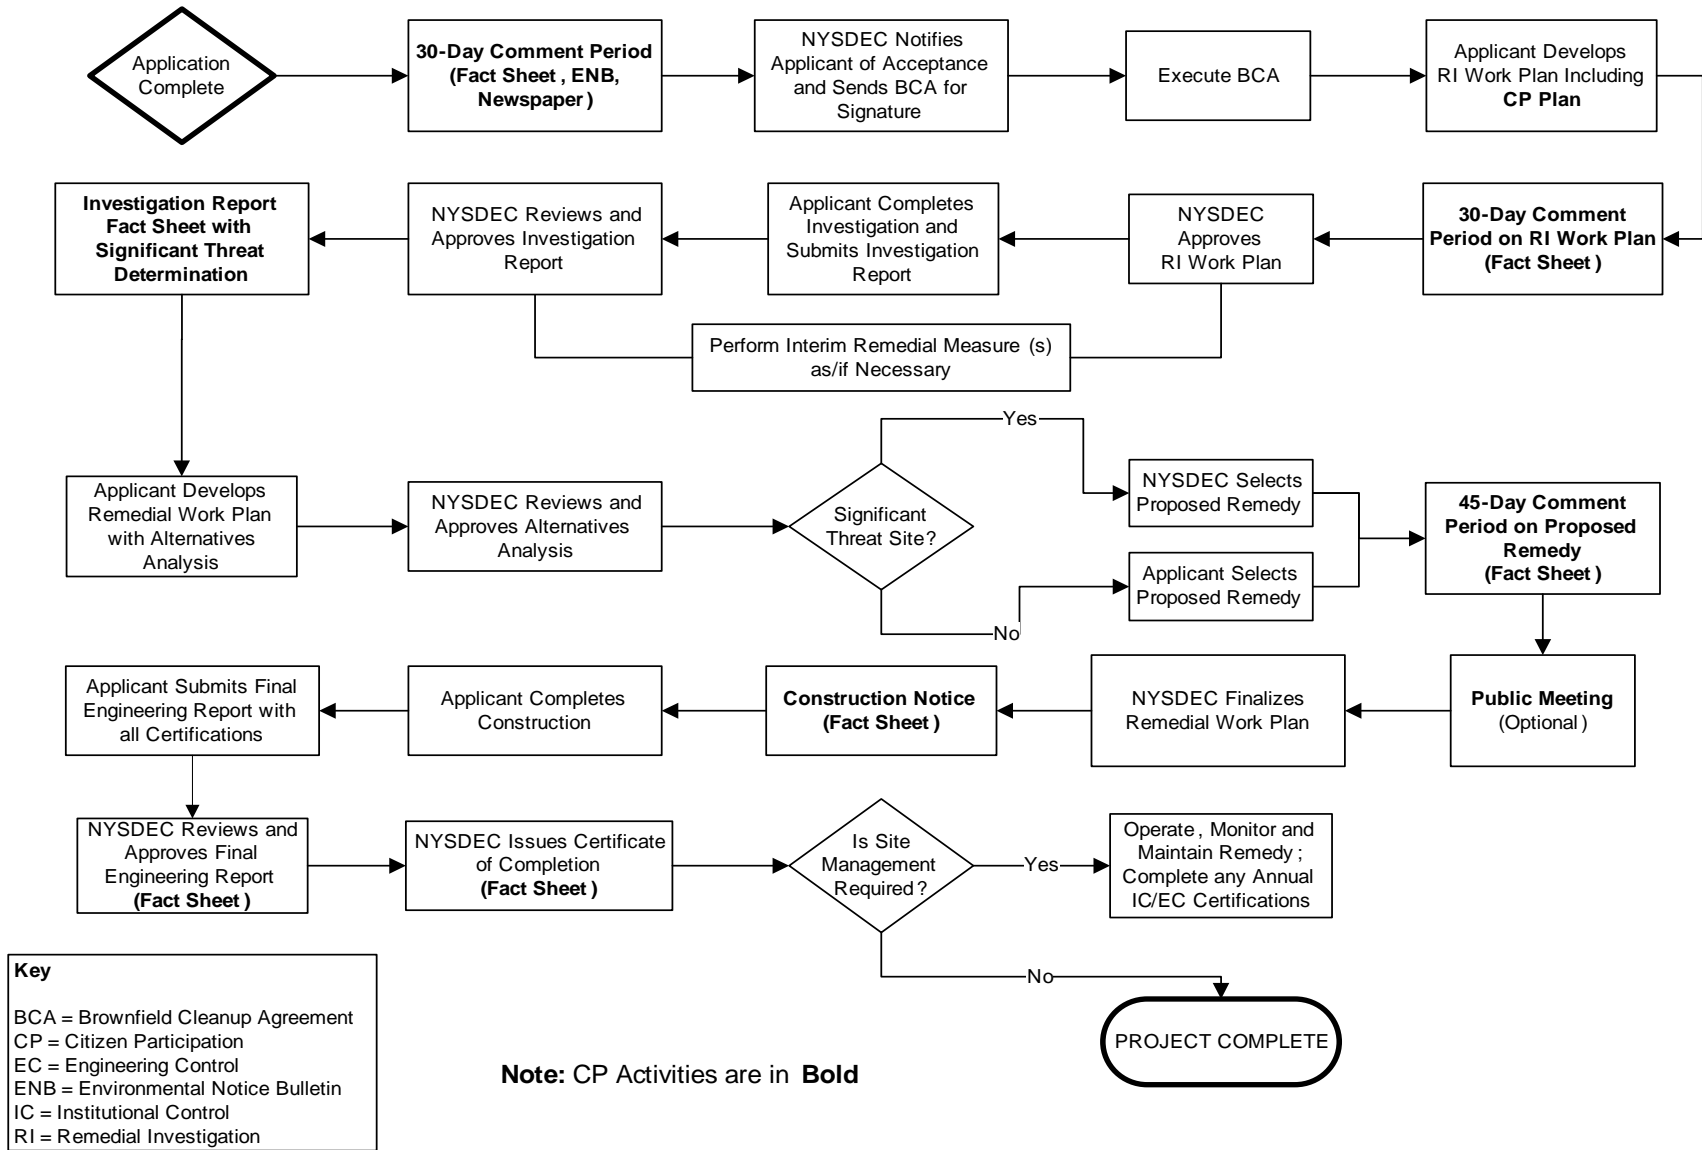 Application
Complete
30-Day Comment Period
(Fact Sheet , ENB,
Newspaper )
NYSDEC Notifies
Applicant of Acceptance
and Sends BCA for
Signature
Execute BCA
Applicant Develops
RI Work Plan Including
CP Plan
30-Day Comment
Period on RI Work Plan
(Fact Sheet )
NYSDEC
Approves
RI Work Plan
Applicant Completes
Investigation and
Submits Investigation
Report
NYSDEC Reviews and
Approves Investigation
Report
Investigation Report
Fact Sheet with
Significant Threat
Determination
Perform Interim Remedial Measure (s)
as/if Necessary
Applicant Develops
Remedial Work Plan
with Alternatives
Analysis
NYSDEC Reviews and
Approves Alternatives
Analysis
Significant
Threat Site?
Yes
No
NYSDEC Selects
Proposed Remedy
Applicant Selects
Proposed Remedy
45-Day Comment
Period on Proposed
Remedy
(Fact Sheet )
Public Meeting
(Optional )
NYSDEC Finalizes
Remedial Work Plan
Construction Notice
(Fact Sheet )
Applicant Completes
Construction
Applicant Submits Final
Engineering Report with
all Certifications
NYSDEC Reviews and
Approves Final
Engineering Report
(Fact Sheet )
NYSDEC Issues Certificate
of Completion
(Fact Sheet )
Is Site
Management
Required ?
Yes
Operate , Monitor and
Maintain Remedy ;
Complete any Annual
IC/EC Certifications
No
PROJECT COMPLETE
Key
BCA = Brownfield Cleanup Agreement
CP = Citizen Participation
EC = Engineering Control
ENB = Environmental Notice Bulletin
IC = Institutional Control
RI = Remedial Investigation
Note: CP Activities are in Bold